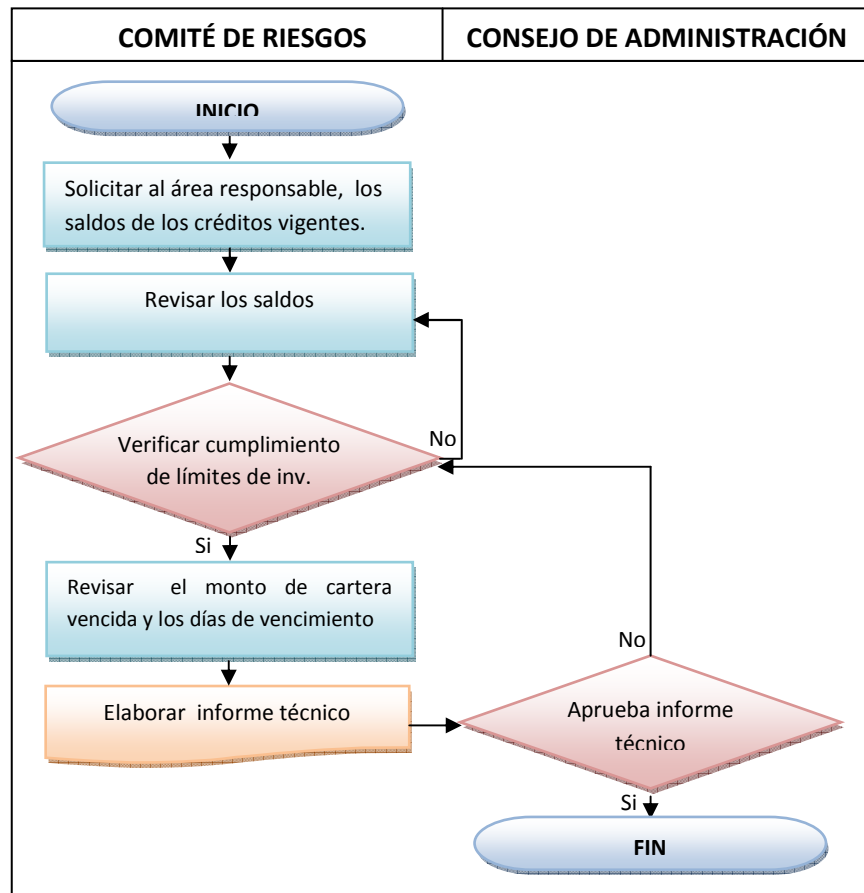 COMITÉ DE RIESGOS
CONSEJO DE ADMINISTRACIÓN
INICIO
Solicitar al área responsable, los
saldos de los créditos vigentes.
Revisar los saldos
Verificar cumplimiento
de límites de inv.
No
Si
Revisar el monto de cartera
vencida y los días de vencimiento
Elaborar informe técnico
No
Aprueba informe
técnico
Si
FIN